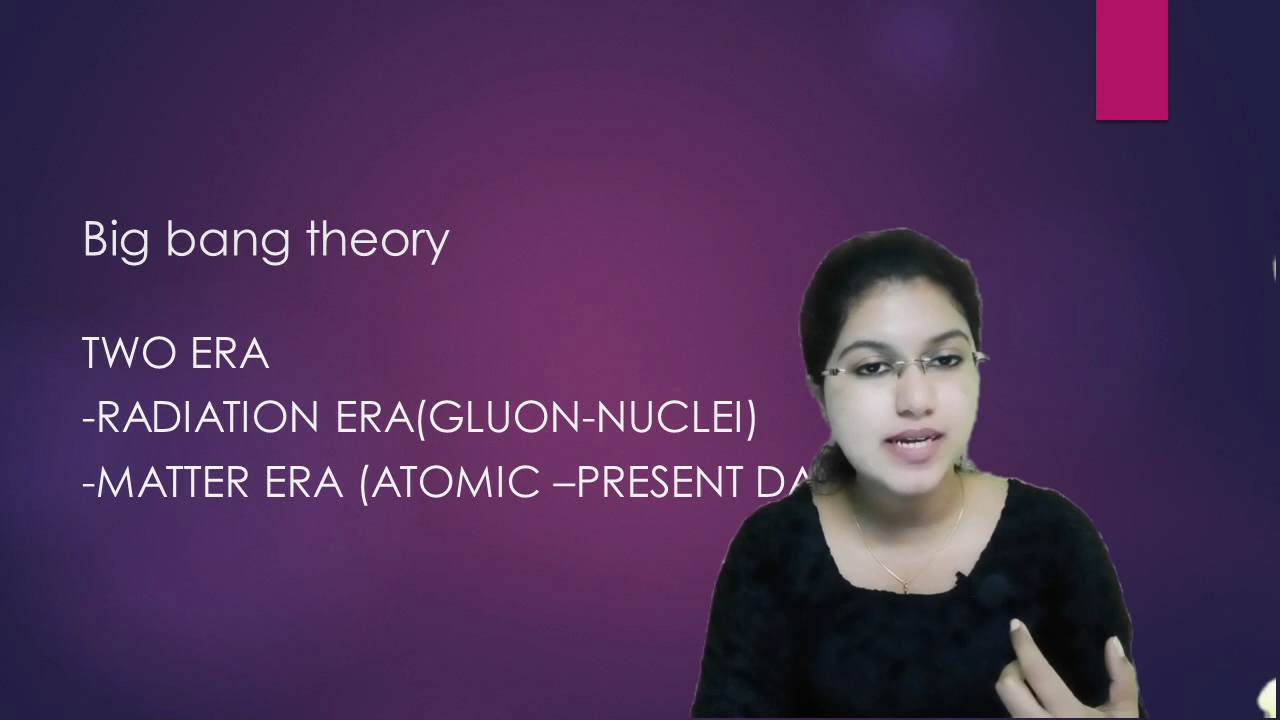 Big bang theory
TWO ERA
-RADIATION ERA(GLUON-NUCLEI)
-MATTER ERA (ATOMIC –PRESENT